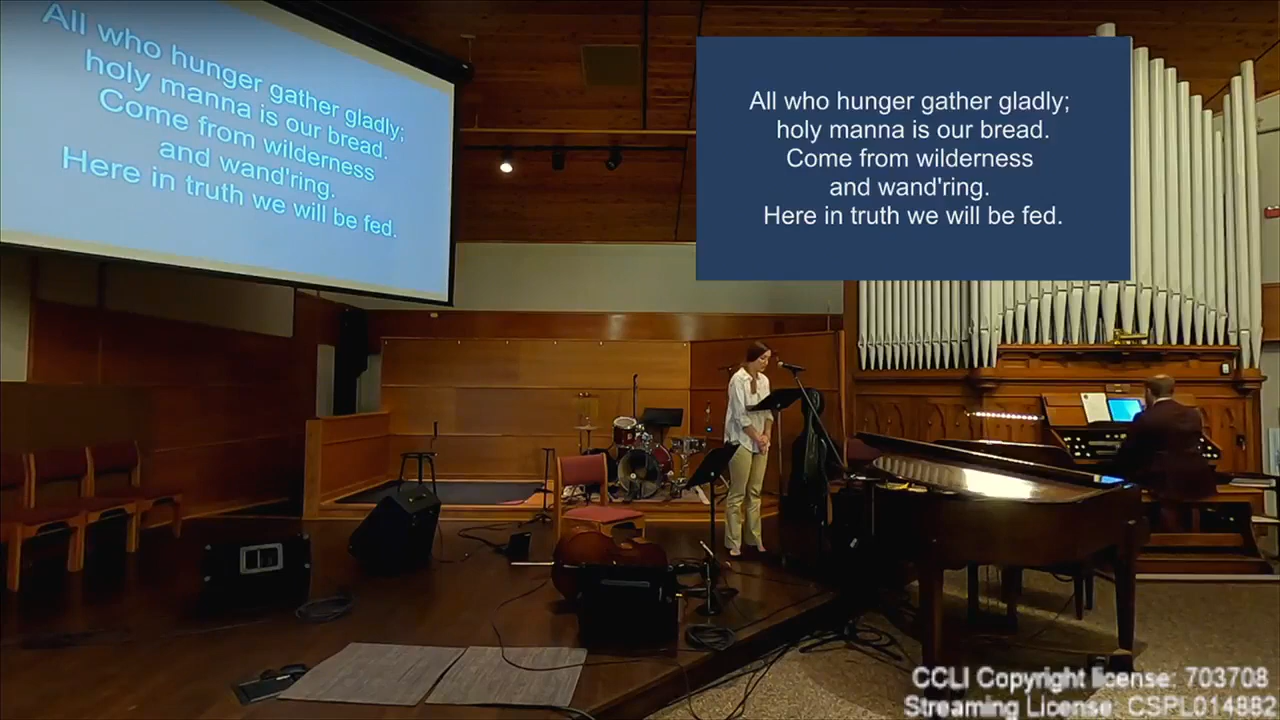 All who hunger gather gladly;
holy manna is our bread.
Come from wilderness
and wand'ring.
Here in truth we will be fed.
All who hunger gather gladly;
holy manna is our bread.
Come from wilderness
and wand'ring.
Here in truth we will be fed.
CCLI Copyright license: 703708
Streaming License: CSPL014882